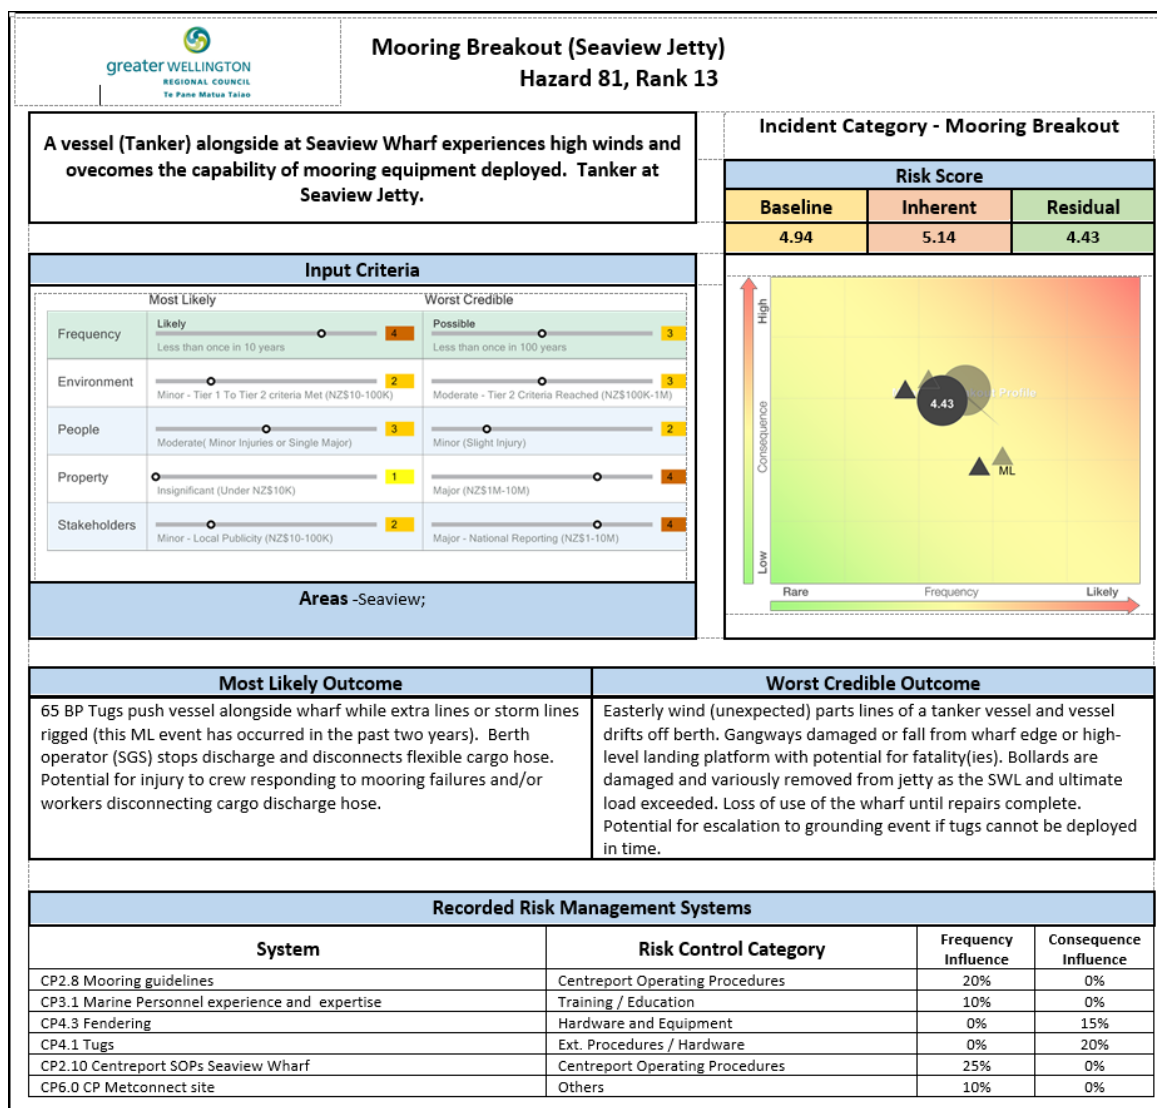 greater WELLINGTON
REGIONAL COUNCIL
Te Pane Matua Taiao
Mooring Breakout (Seaview Jetty)
Hazard 81, Rank 13
A vessel (Tanker) alongside at Seaview Wharf experiences high winds and
ovecomes the capability of mooring equipment deployed. Tanker at
Seaview Jetty.
Incident Category - Mooring Breakout
Risk Score
Baseline Inherent Residual
4.94 5.14 4.43
Input Criteria
Most Likely Worst Credible
Frequency Likely 4 Possible 3
Less than once in 10 years Less than once in 100 years
Environment 2 3
Minor - Tier 1 To Tier 2 criteria Met (NZ$10-100K) Moderate - Tier 2 Criteria Reached (NZ$100K-1M)
People 3 2
Moderate( Minor Injuries or Single Major) Minor (Slight Injury)
Property 1 4
Insignificant (Under NZ$10K) Major (NZ$1M-10M)
Stakeholders 2 4
Minor - Local Publicity (NZ$10-100K) Major - National Reporting (NZ$1-10M)
Areas -Seaview;
High
Consequence
Low
4.43
Profile
ML
Rare Frequency Likely
Most Likely Outcome
65 BP Tugs push vessel alongside wharf while extra lines or storm lines
rigged (this ML event has occurred in the past two years). Berth
operator (SGS) stops discharge and disconnects flexible cargo hose.
Potential for injury to crew responding to mooring failures and/or
workers disconnecting cargo discharge hose.
Worst Credible Outcome
Easterly wind (unexpected) parts lines of a tanker vessel and vessel
drifts off berth. Gangways damaged or fall from wharf edge or high-
level landing platform with potential for fatality(ies). Bollards are
damaged and variously removed from jetty as the SWL and ultimate
load exceeded. Loss of use of the wharf until repairs complete.
Potential for escalation to grounding event if tugs cannot be deployed
in time.
Recorded Risk Management Systems
System Risk Control Category Frequency Influence Consequence Influence
CP2.8 Mooring guidelines Centreport Operating Procedures 20% 0%
CP3.1 Marine Personnel experience and expertise Training / Education 10% 0%
CP4.3 Fendering Hardware and Equipment 0% 15%
CP4.1 Tugs Ext. Procedures / Hardware 0% 20%
CP2.10 Centreport SOPs Seaview Wharf Centreport Operating Procedures 25% 0%
CP6.0 CP Metconnect site Others 10% 0%